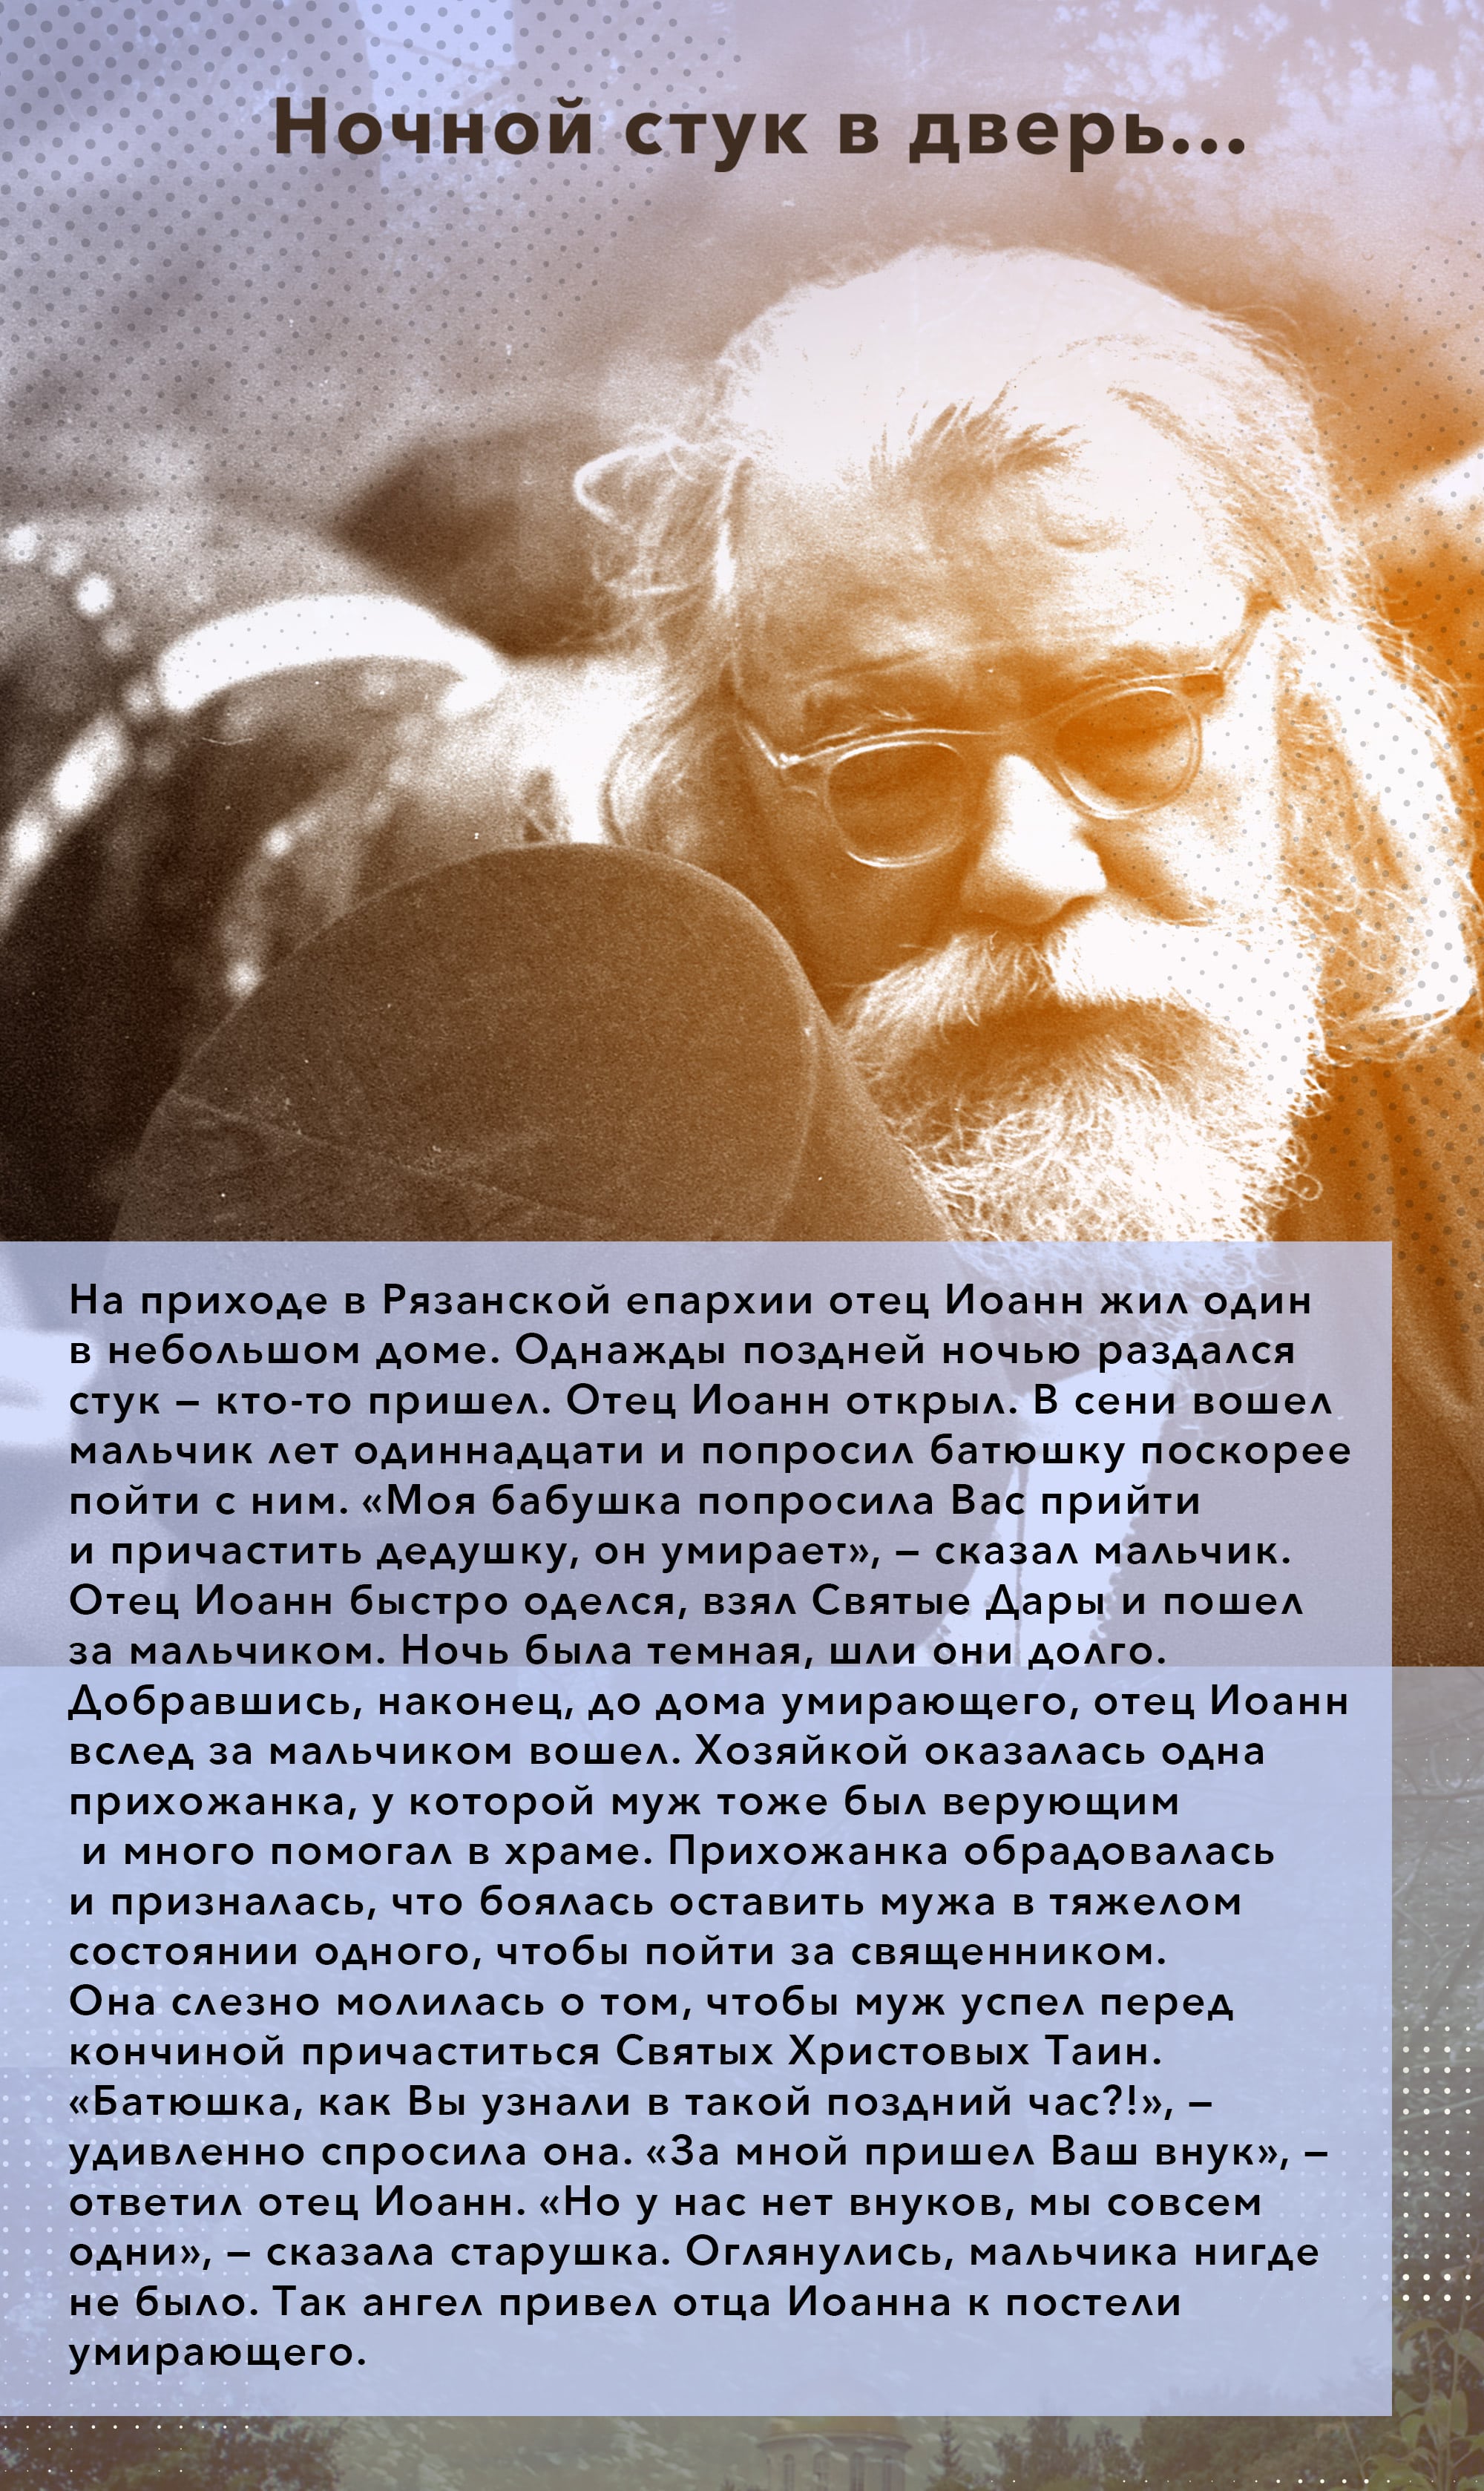 Ночной стук в дверь...
На приходе в Рязанской епархии отец Иоанн жил один
в небольшом доме. Однажды поздней ночью раздался
стук – кто-то пришел. Отец Иоанн открыл. В сени вошел
мальчик лет одиннадцати и попросил батюшку поскорее
пойти с ним. «Моя бабушка попросила Вас прийти
и причастить дедушку, он умирает», – сказал мальчик.
Отец Иоанн быстро оделся, взял Святые Дары и пошел
за мальчиком. Ночь была темная, шли они долго.
Добравшись, наконец, до дома умирающего, отец Иоанн
вслед за мальчиком вошел. Хозяйкой оказалась одна
прихожанка, у которой муж тоже был верующим
и много помогал в храме. Прихожанка обрадовалась
и призналась, что боялась оставить мужа в тяжелом
состоянии одного, чтобы пойти за священником.
Она слезно молилась о том, чтобы муж успел перед
кончиной причаститься Святых Христовых Таин.
«Батюшка, как Вы узнали в такой поздний час?!», –
удивленно спросила она. «За мной пришел Ваш внук», –
ответил отец Иоанн. «Но у нас нет внуков, мы совсем
одни», – сказала старушка. Оглянулись, мальчика нигде
не было. Так ангел привел отца Иоанна к постели
умирающего.